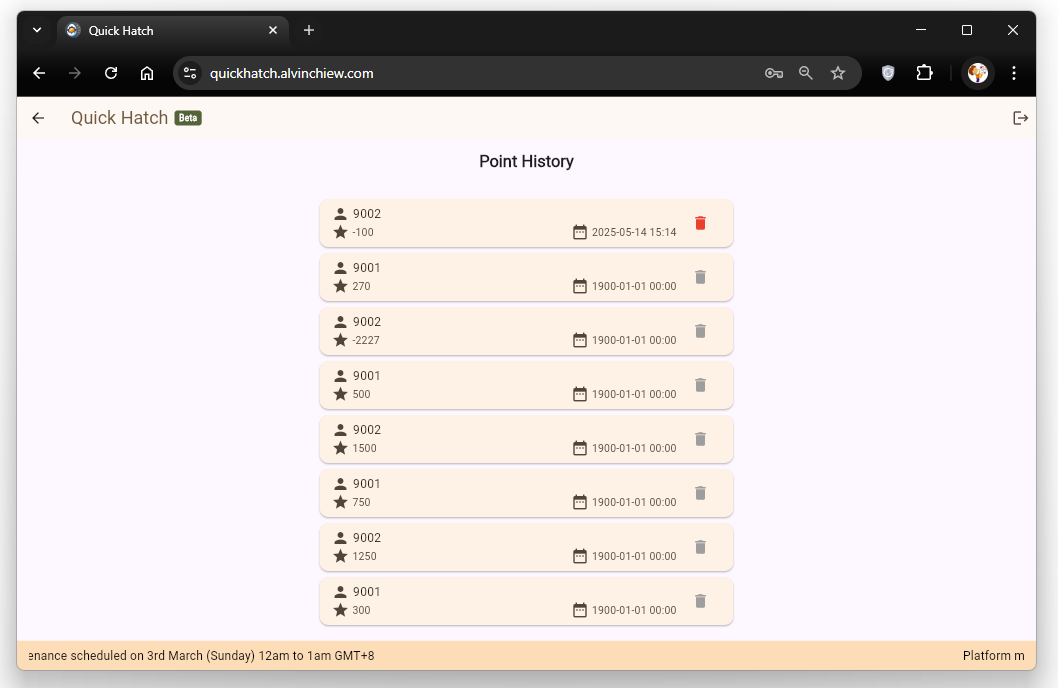 Quick Hatch
quickhatch.alvinchiew.com
Quick Hatch Beta
Point History
9002
-100 2025-05-14 15:14
9001
270 1900-01-01 00:00
9002
-2227 1900-01-01 00:00
9001
500 1900-01-01 00:00
9002
1500 1900-01-01 00:00
9001
750 1900-01-01 00:00
9002
1250 1900-01-01 00:00
9001
300 1900-01-01 00:00
enance scheduled on 3rd March (Sunday) 12am to 1am GMT+8 Platform m